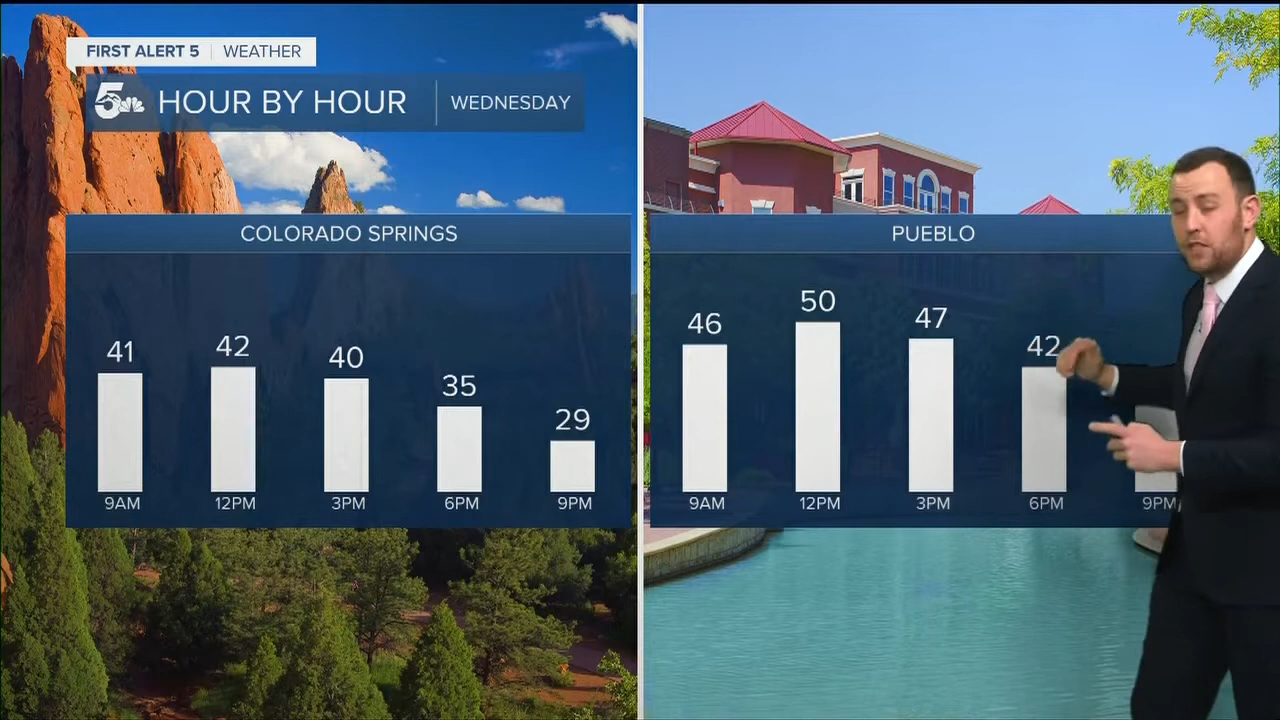 FIRST ALERT 5 | WEATHER
5 HOUR BY HOUR | WEDNESDAY
COLORADO SPRINGS
41 42 40 35 29
9AM 12PM 3PM 6PM 9PM
PUEBLO
46 50 47 42
9AM 12PM 3PM 6PM 9PM